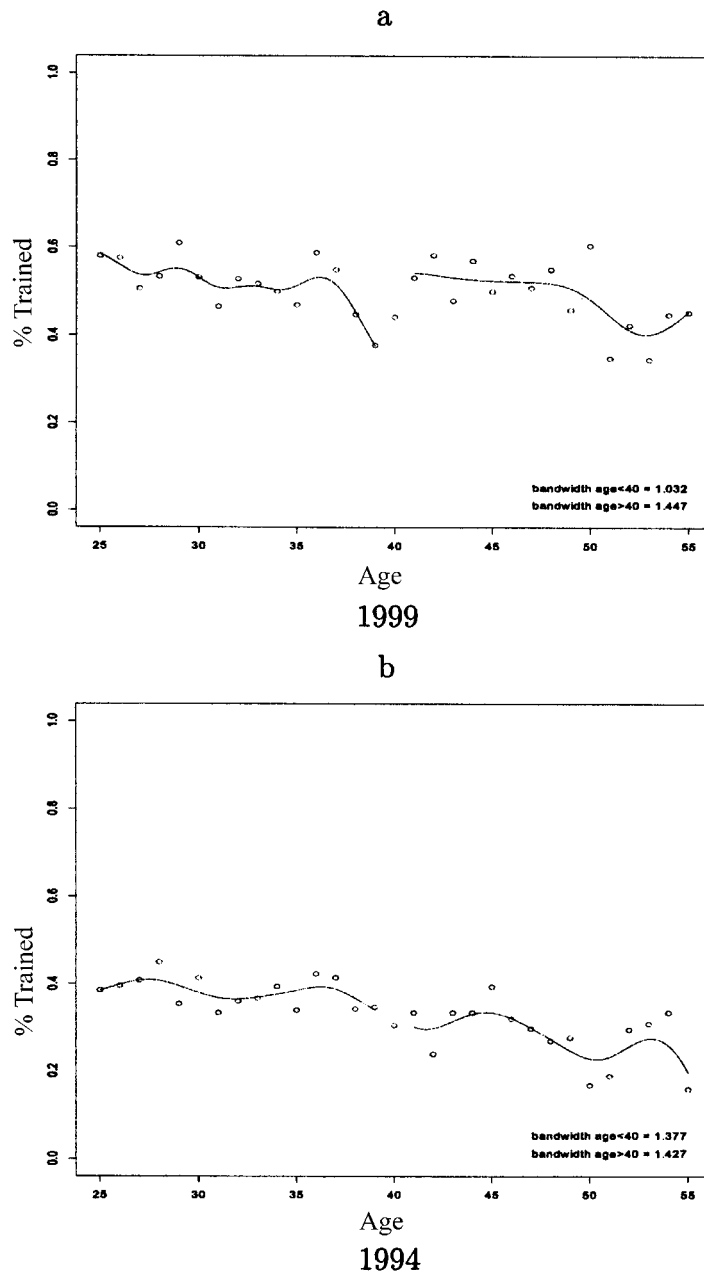 a
% Trained
1.0
0.8
0.6
0.4
0.2
0.0
bandwidth age<40 = 1.032
bandwidth age>40 = 1.447
25 30 35 40 45 50 55
Age
1999
b
% Trained
1.0
0.8
0.6
0.4
0.2
0.0
bandwidth age<40 = 1.377
bandwidth age>40 = 1.427
25 30 35 40 45 50 55
Age
1994